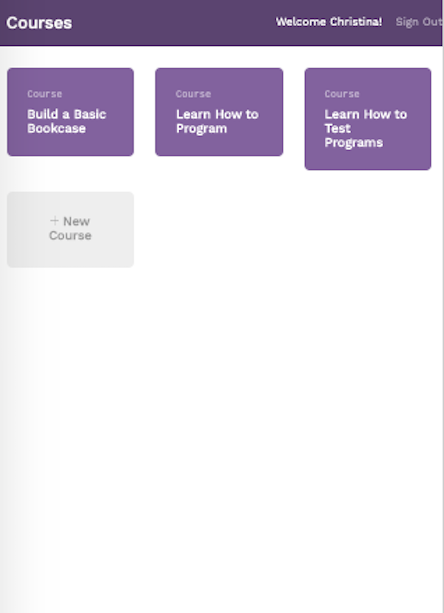 Courses
Welcome Christina! Sign Out
Course
Build a Basic
Bookcase
Course
Learn How to
Program
Course
Learn How to
Test
Programs
+ New
Course